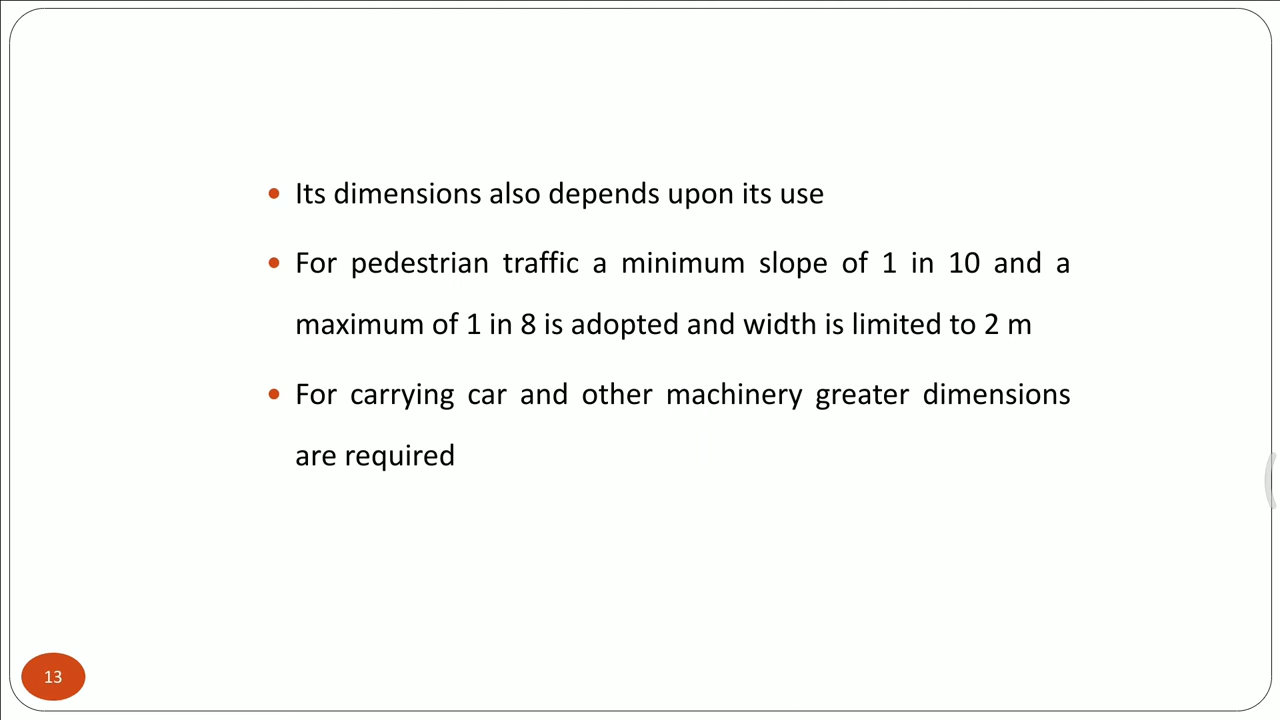 Its dimensions also depends upon its use
For pedestrian traffic a minimum slope of 1 in 10 and a
maximum of 1 in 8 is adopted and width is limited to 2 m
For carrying car and other machinery greater dimensions
are required
13